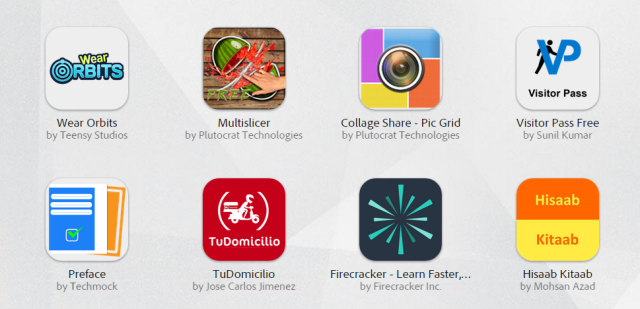 Wear
ORBITS
FREE
VP
Visitor Pass
Wear Orbits
Multislicer
Collage Share - Pic Grid
Visitor Pass Free
by Teensy Studios
by Plutocrat Technologies
by Plutocrat Technologies
by Sunil Kumar
TuDomicilio
Hisaab
Kitaab
Preface
TuDomicilio
Firecracker - Learn Faster,...
Hisaab Kitaab
by Techmock
by Jose Carlos Jimenez
by Firecracker Inc.
by Mohsan Azad